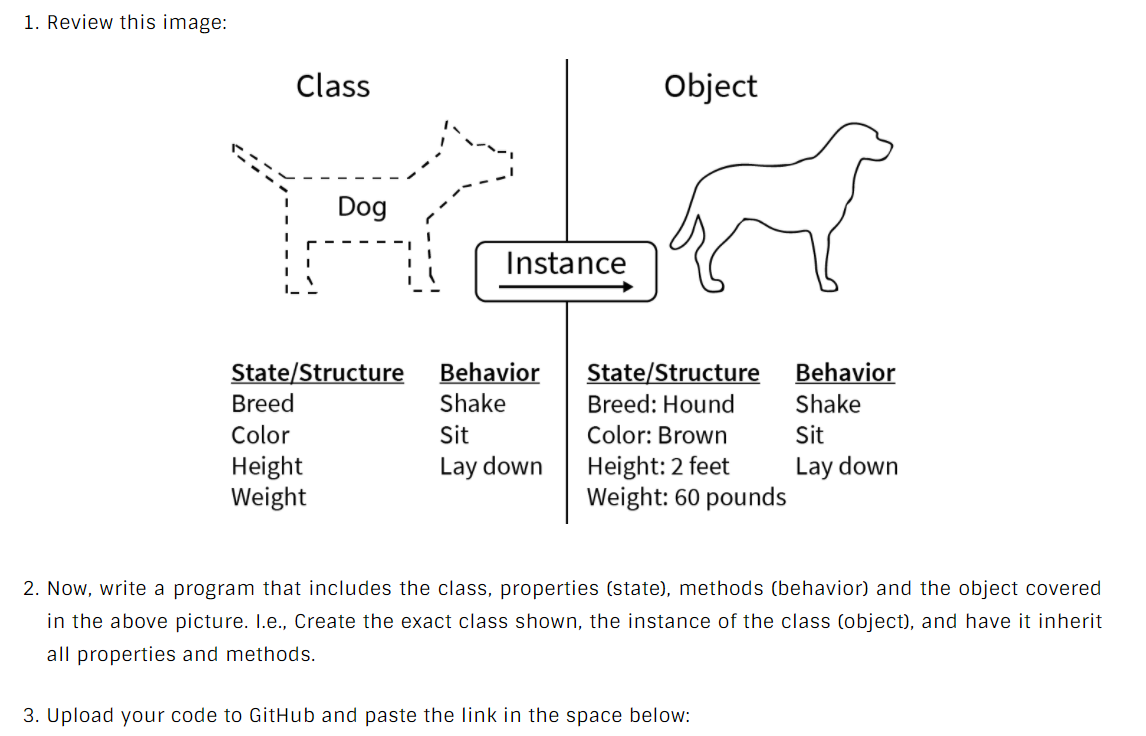 1. Review this image:
Class
Object
Dog
Instance
State/Structure Behavior State/Structure Behavior
Breed Shake Breed: Hound Shake
Color Sit Color: Brown Sit
Height Lay down Height: 2 feet Lay down
Weight Weight: 60 pounds
2. Now, write a program that includes the class, properties (state), methods (behavior) and the object covered
in the above picture. I.e., Create the exact class shown, the instance of the class (object), and have it inherit
all properties and methods.
3. Upload your code to GitHub and paste the link in the space below: